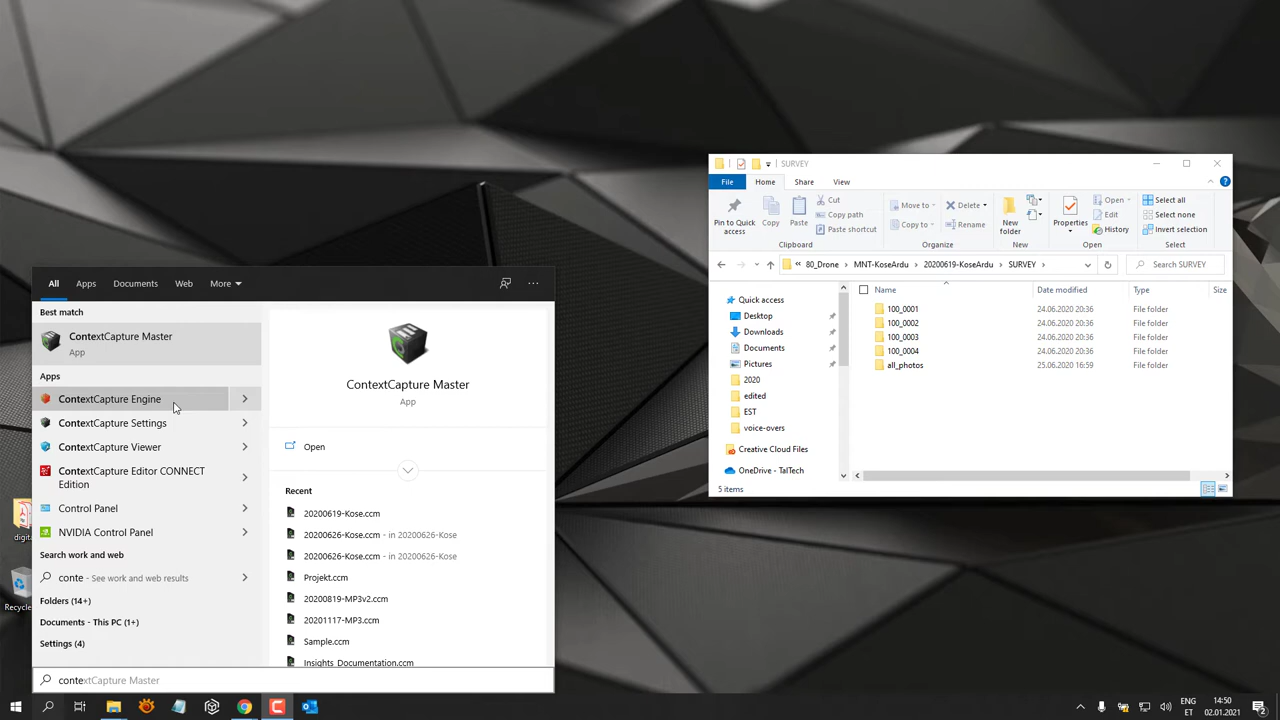 SURVEY
File Home Share View
Pin to Quick access
Copy
Paste
Cut
Copy path
Paste shortcut
Clipboard
Move to
Copy to
Delete
Rename
Organize
New folder
New
Properties
Open
Edit
History
Open
Select all
Select none
Invert selection
Select
« 80_Drone MNT-KoseArdu 20200619-KoseArdu SURVEY
Search SURVEY
Quick access
Desktop
Downloads
Documents
Pictures
2020
edited
EST
voice-overs
Creative Cloud Files
OneDrive - TalTech
Name Date modified Type Size
100_0001 24.06.2020 20:36 File folder
100_0002 24.06.2020 20:36 File folder
100_0003 24.06.2020 20:36 File folder
100_0004 24.06.2020 20:36 File folder
all_photos 25.06.2020 16:59 File folder
5 items
All Apps Documents Web More
Best match
ContextCapture Master
App
Apps
ContextCapture Engine
ContextCapture Settings
ContextCapture Viewer
ContextCapture Editor CONNECT
Edition
Control Panel
NVIDIA Control Panel
Search work and web
conte - See work and web results
Folders (14+)
Documents - This PC (1+)
Settings (4)
ContextCapture Master
App
Open
Recent
20200619-Kose.ccm
20200626-Kose.ccm - in 20200626-Kose
20200626-Kose.ccm - in 20200626-Kose
Projekt.ccm
20200819-MP3v2.ccm
20201117-MP3.ccm
Sample.ccm
Insights_Documentation.ccm
contextCapture Master
digit
Recycle
ENG
ET
14:50
02.01.2021
2